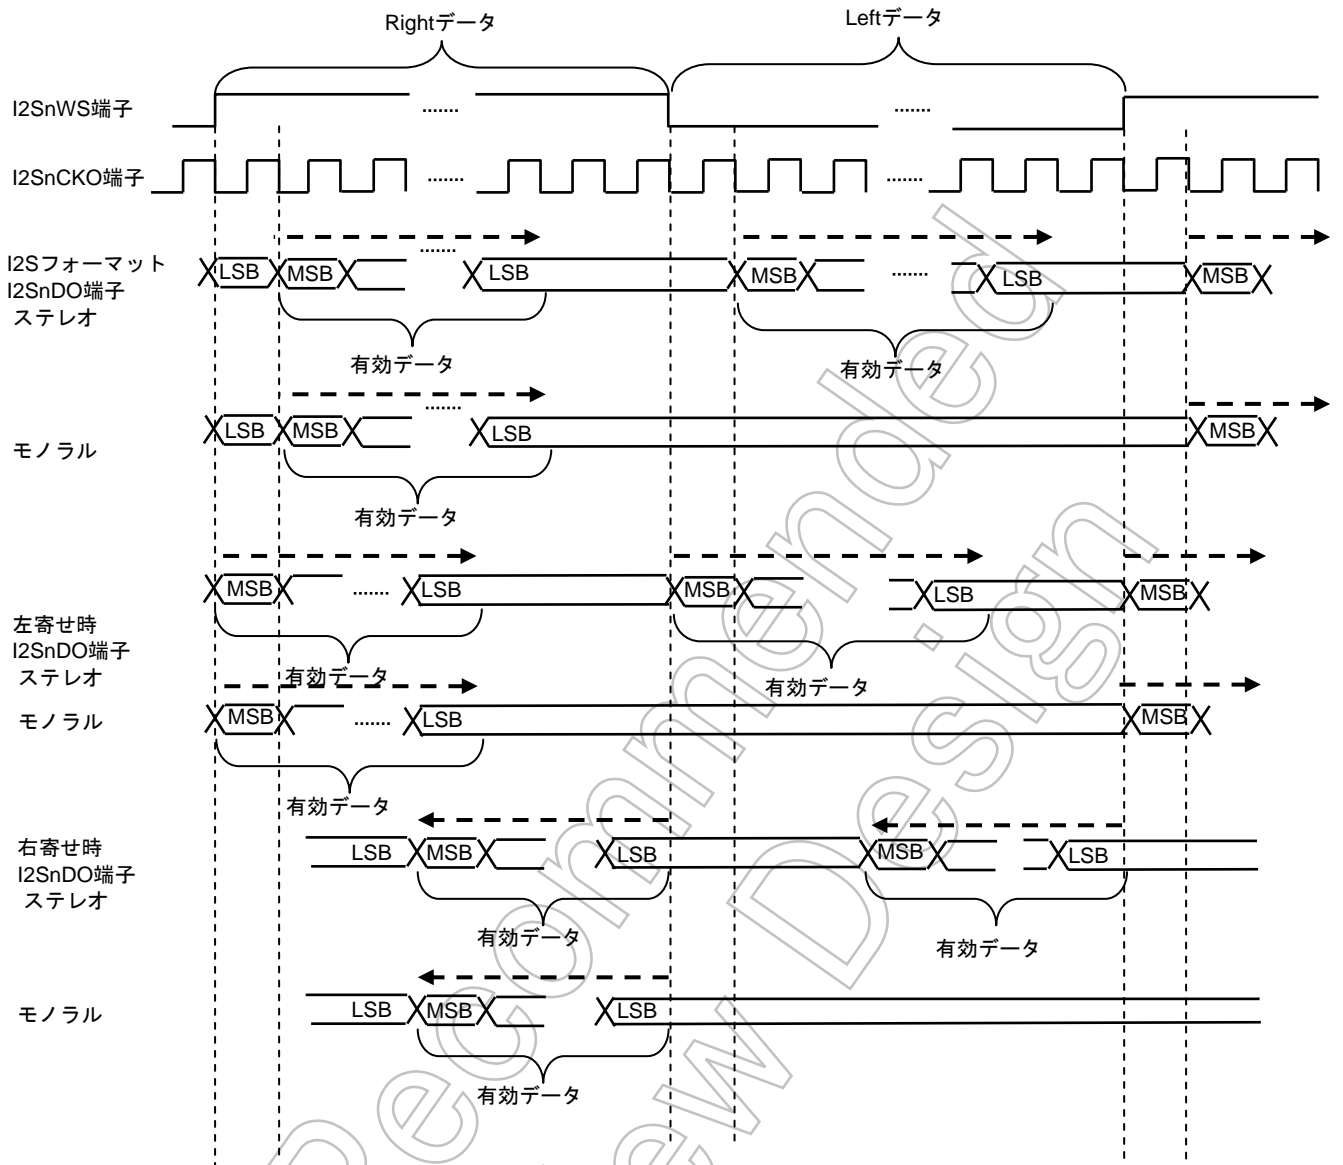 Rightデータ
Leftデータ
I2SnWS端子
.......
.......
I2SnCKO端子
.......
.......
I2Sフォーマット
I2SnDO端子
ステレオ
LSB
MSB
.......
LSB
MSB
.......
LSB
MSB
有効データ
有効データ
モノラル
LSB
MSB
.......
LSB
MSB
有効データ
左寄せ時
I2SnDO端子
ステレオ
MSB
.......
LSB
MSB
LSB
MSB
有効データ
有効データ
モノラル
MSB
.......
LSB
MSB
有効データ
右寄せ時
I2SnDO端子
ステレオ
LSB
MSB
LSB
MSB
LSB
有効データ
有効データ
モノラル
LSB
MSB
LSB
有効データ
Recommended
Design